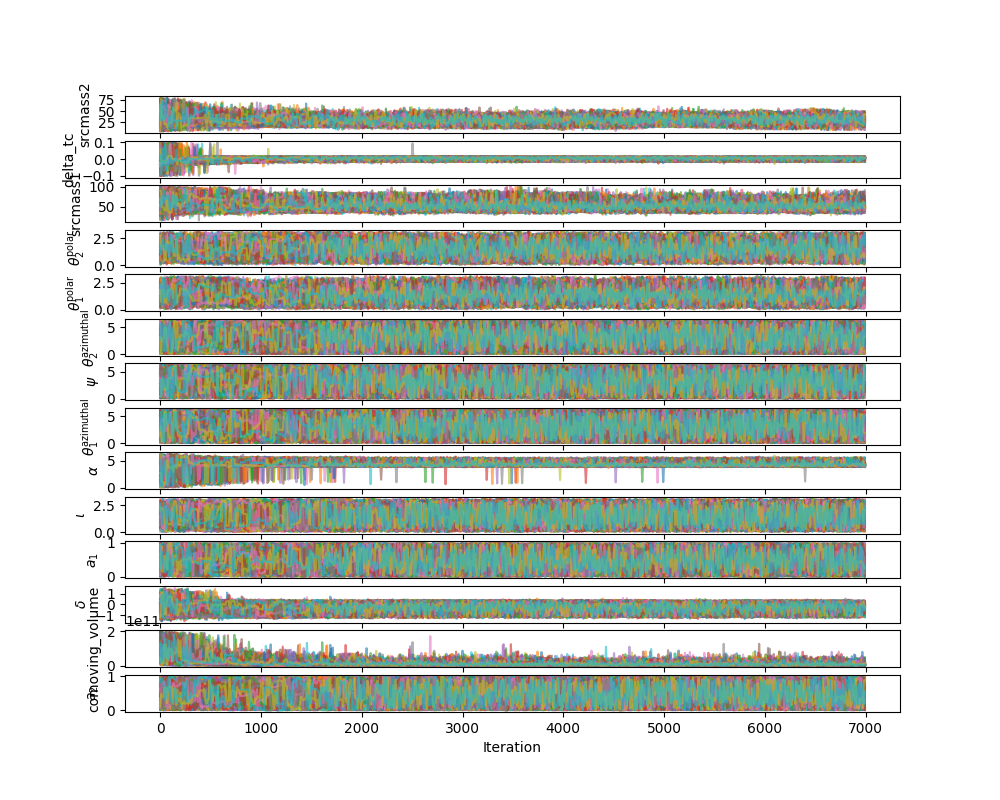 srcmass2
75
50
25
delta_tc
0.1
0.0
−0.1
srcmass1
100
50
θ₂^polar
2.5
0.0
θ₁^polar
2.5
0.0
θ₂^azimuthal
5
0
ψ
5
0
θ₁^azimuthal
5
0
α
5
0
ι
2.5
0.0
a₁
1
0
δ
1
0
−1
comoving_volume
1e11
2
0
1
0
0 1000 2000 3000 4000 5000 6000 7000
Iteration